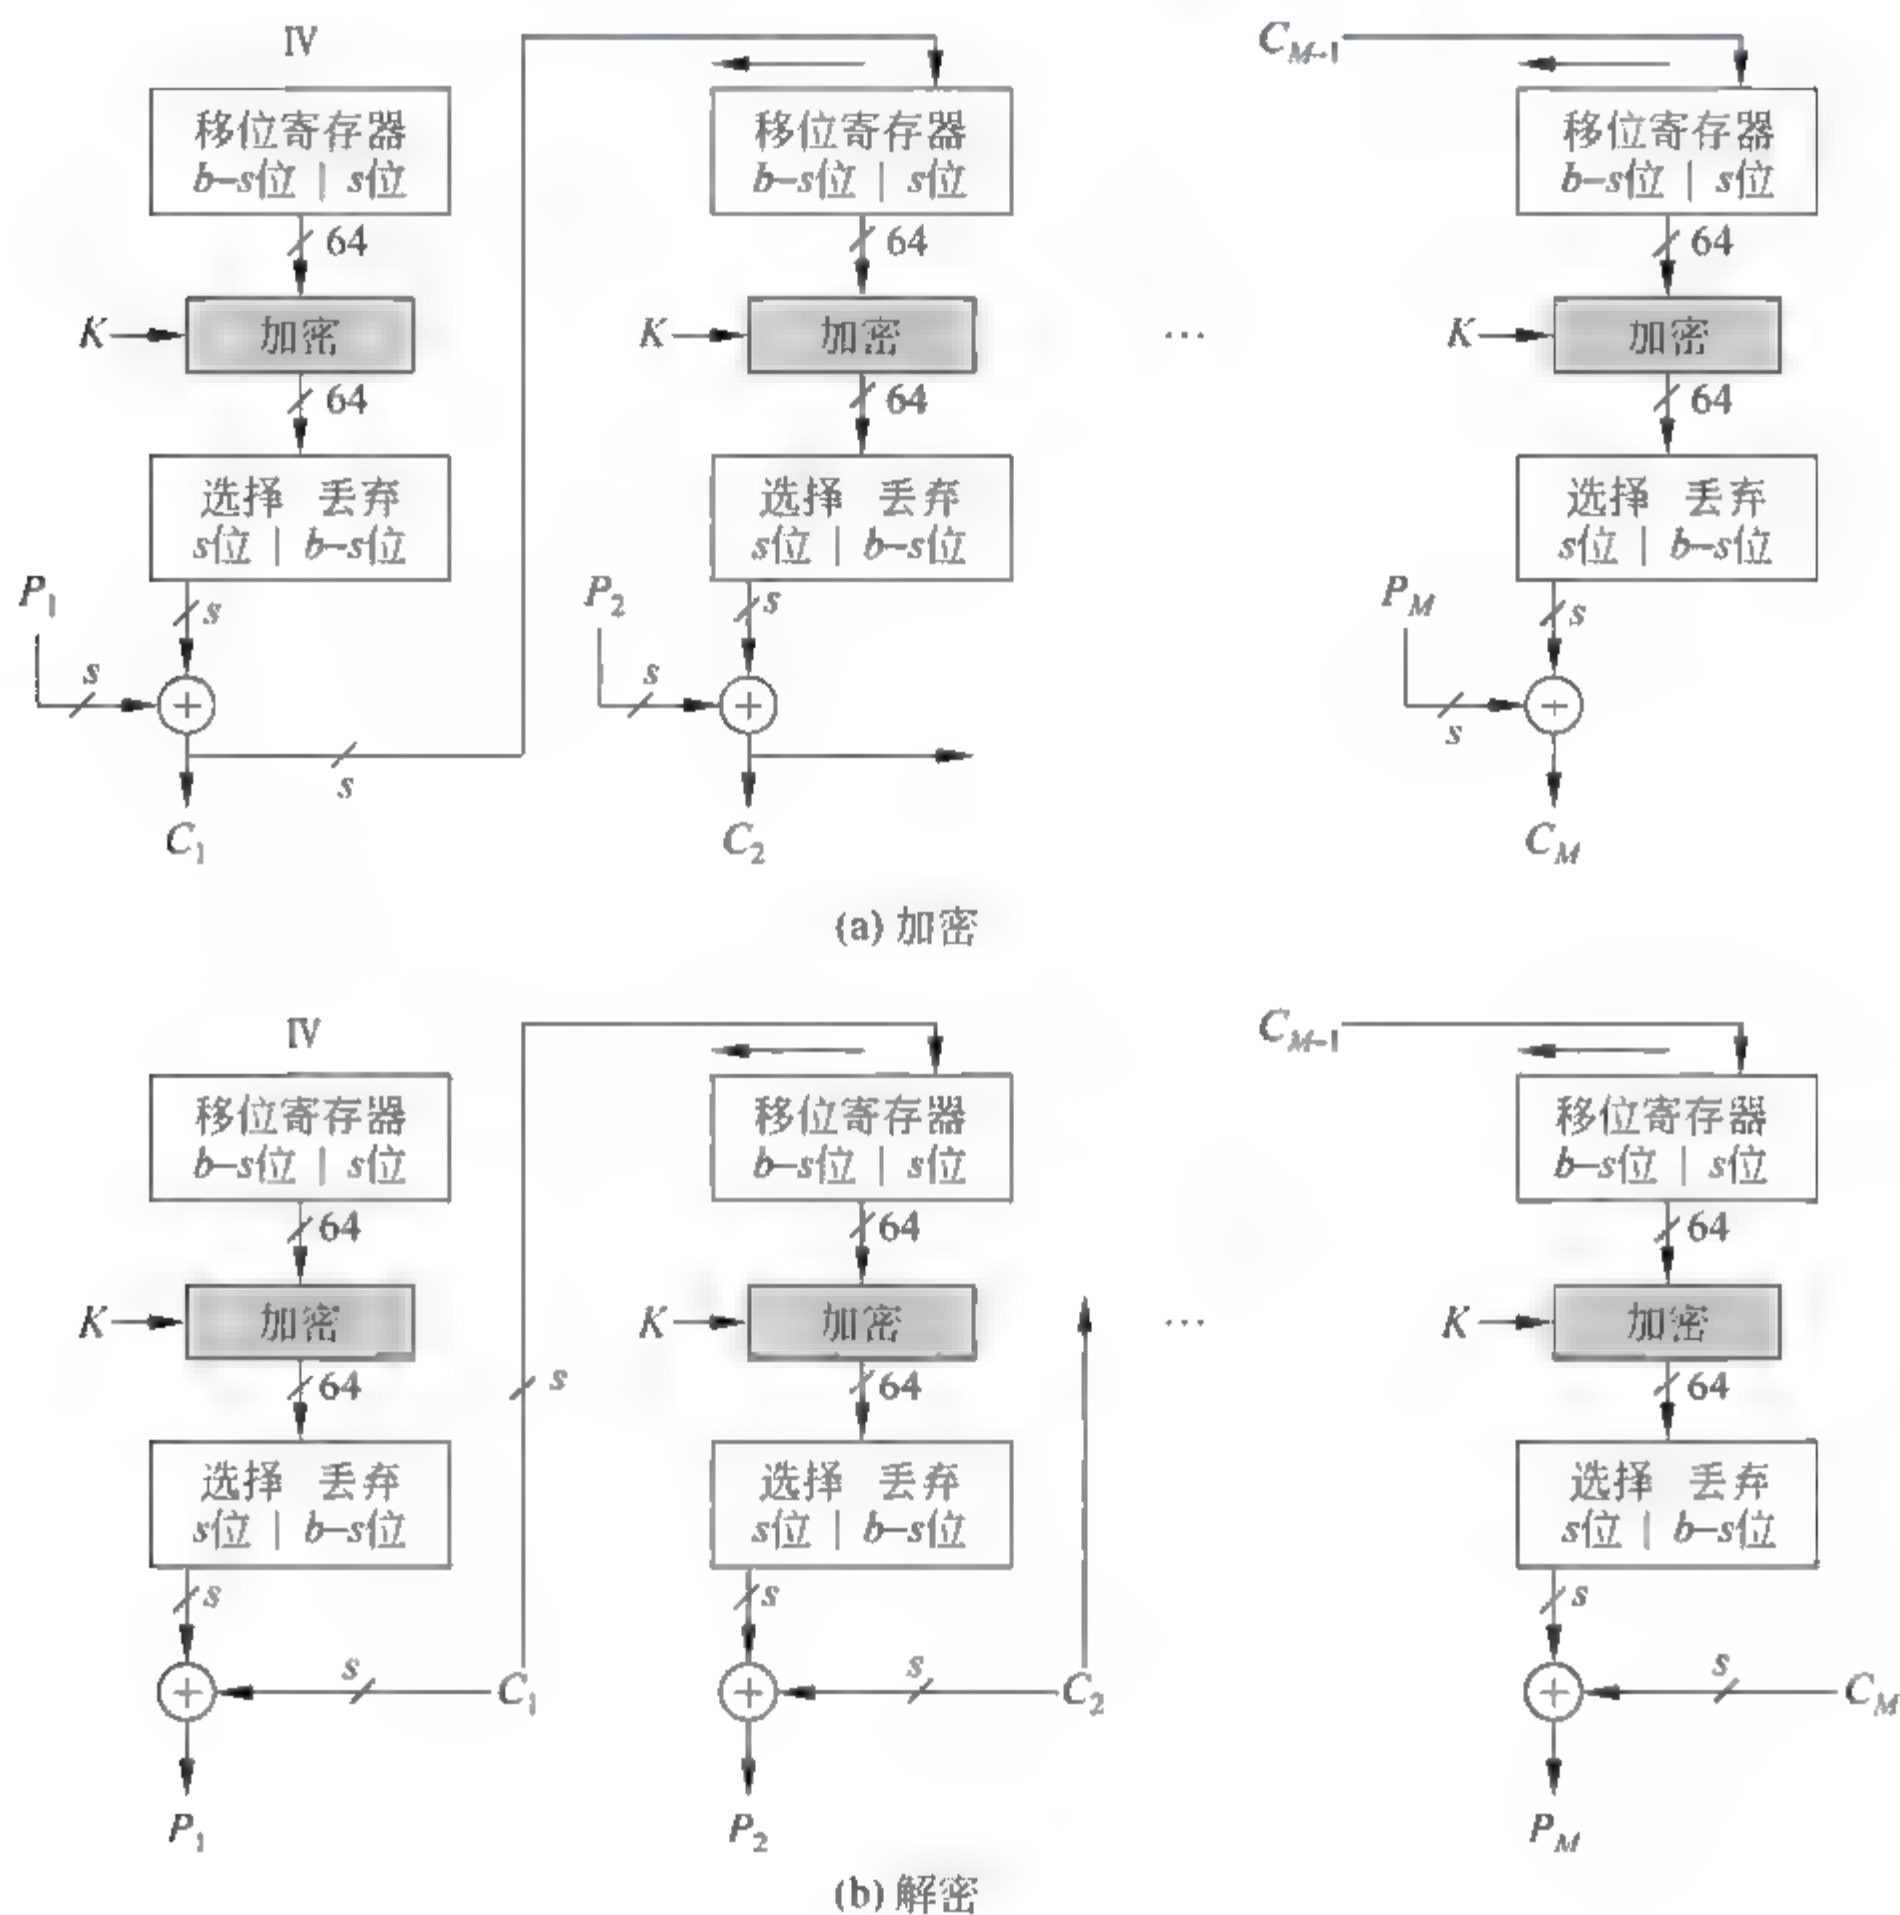 IV
C_{M-1}
移位寄存器 移位寄存器 移位寄存器
b-s位 | s位 b-s位 | s位 b-s位 | s位
64 64 64
K 加密 K 加密 … K 加密
64 64 64
选择 丢弃 选择 丢弃 选择 丢弃
s位 | b-s位 s位 | b-s位 s位 | b-s位
P_1 s P_2 s P_M s
s s s
s
C_1 C_2 C_M
(a) 加密
IV
C_{M-1}
移位寄存器 移位寄存器 移位寄存器
b-s位 | s位 b-s位 | s位 b-s位 | s位
64 64 64
K 加密 K 加密 … K 加密
64 s 64 64
选择 丢弃 选择 丢弃 选择 丢弃
s位 | b-s位 s位 | b-s位 s位 | b-s位
s s s
s C_1 s C_2 s C_M
P_1 P_2 P_M
(b) 解密